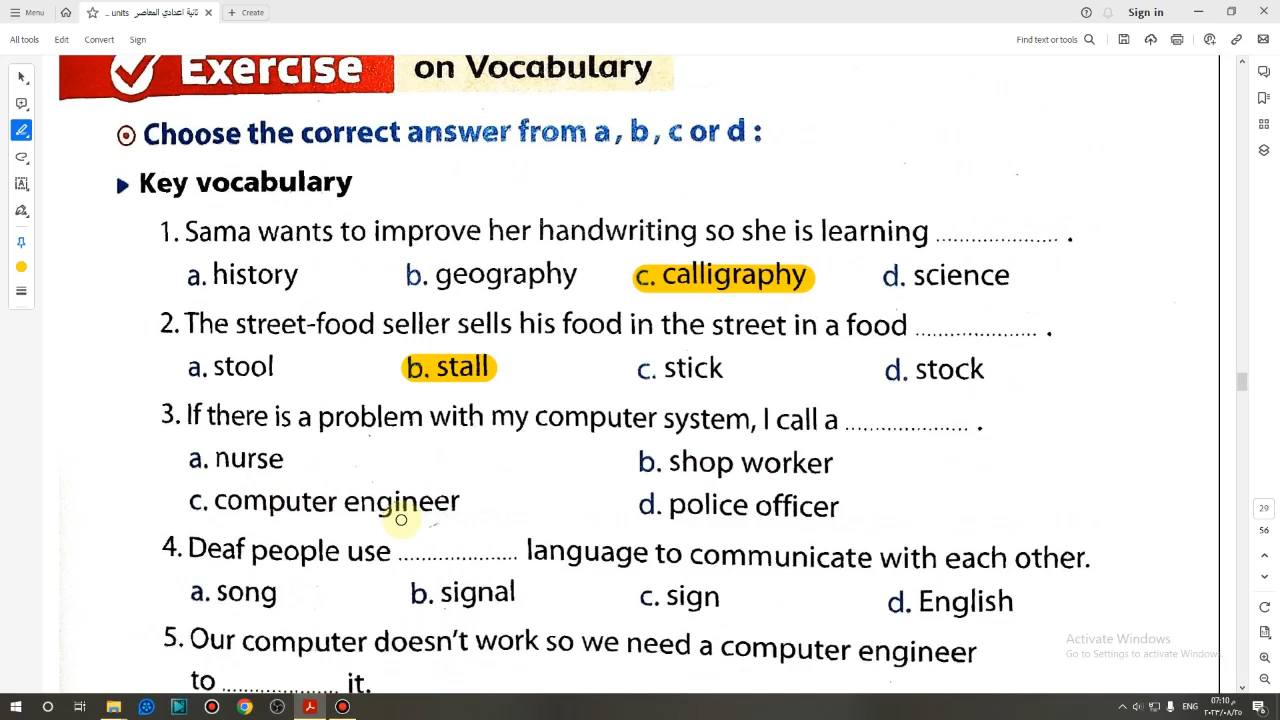 Menu
ثانية اعدادي المعاصر units ..
Create
Sign in
All tools Edit Convert Sign
Find text or tools
Exercise on Vocabulary
Choose the correct answer from a , b , c or d :
Key vocabulary
1. Sama wants to improve her handwriting so she is learning .................... .
a. history b. geography c. calligraphy d. science
2. The street-food seller sells his food in the street in a food .................... .
a. stool b. stall c. stick d. stock
3. If there is a problem with my computer system, I call a .................... .
a. nurse b. shop worker
c. computer engineer d. police officer
4. Deaf people use .................... language to communicate with each other.
a. song b. signal c. sign d. English
5. Our computer doesn't work so we need a computer engineer
to .................... it.
29
56
Activate Windows
Go to Settings to activate Windows.
ENG
07:10 م
٢٠٢٣/٠٨/٢٥